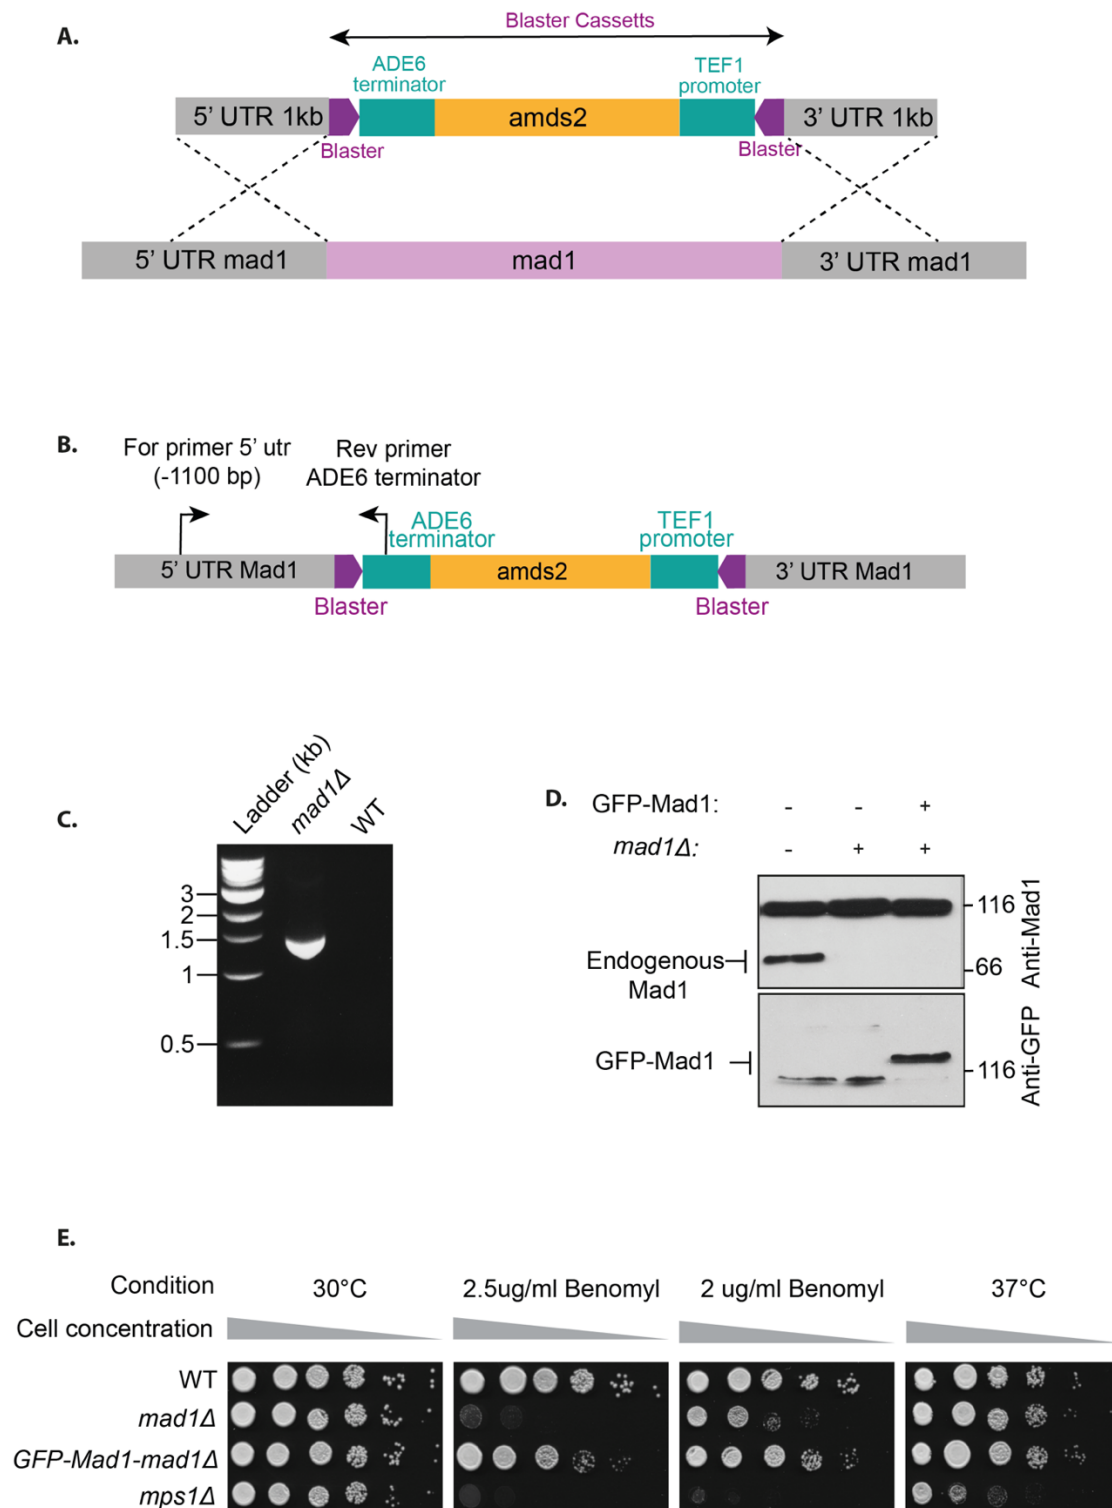 A.
Blaster Cassetts
ADE6
terminator
TEF1
promoter
5' UTR 1kb
amds2
3' UTR 1kb
Blaster
Blaster
5' UTR mad1
mad1
3' UTR mad1
B.
For primer 5' utr
(-1100 bp)
Rev primer
ADE6 terminator
ADE6
terminator
TEF1
promoter
5' UTR Mad1
amds2
3' UTR Mad1
Blaster
Blaster
C.
Ladder (kb)
mad1Δ
WT
3
2
1.5
1
0.5
D.
GFP-Mad1: - - +
mad1Δ: - + +
116
Endogenous
Mad1
66
Anti-Mad1
GFP-Mad1
116
Anti-GFP
E.
Condition 30°C 2.5ug/ml Benomyl 2 ug/ml Benomyl 37°C
Cell concentration
WT
mad1Δ
GFP-Mad1-mad1Δ
mps1Δ